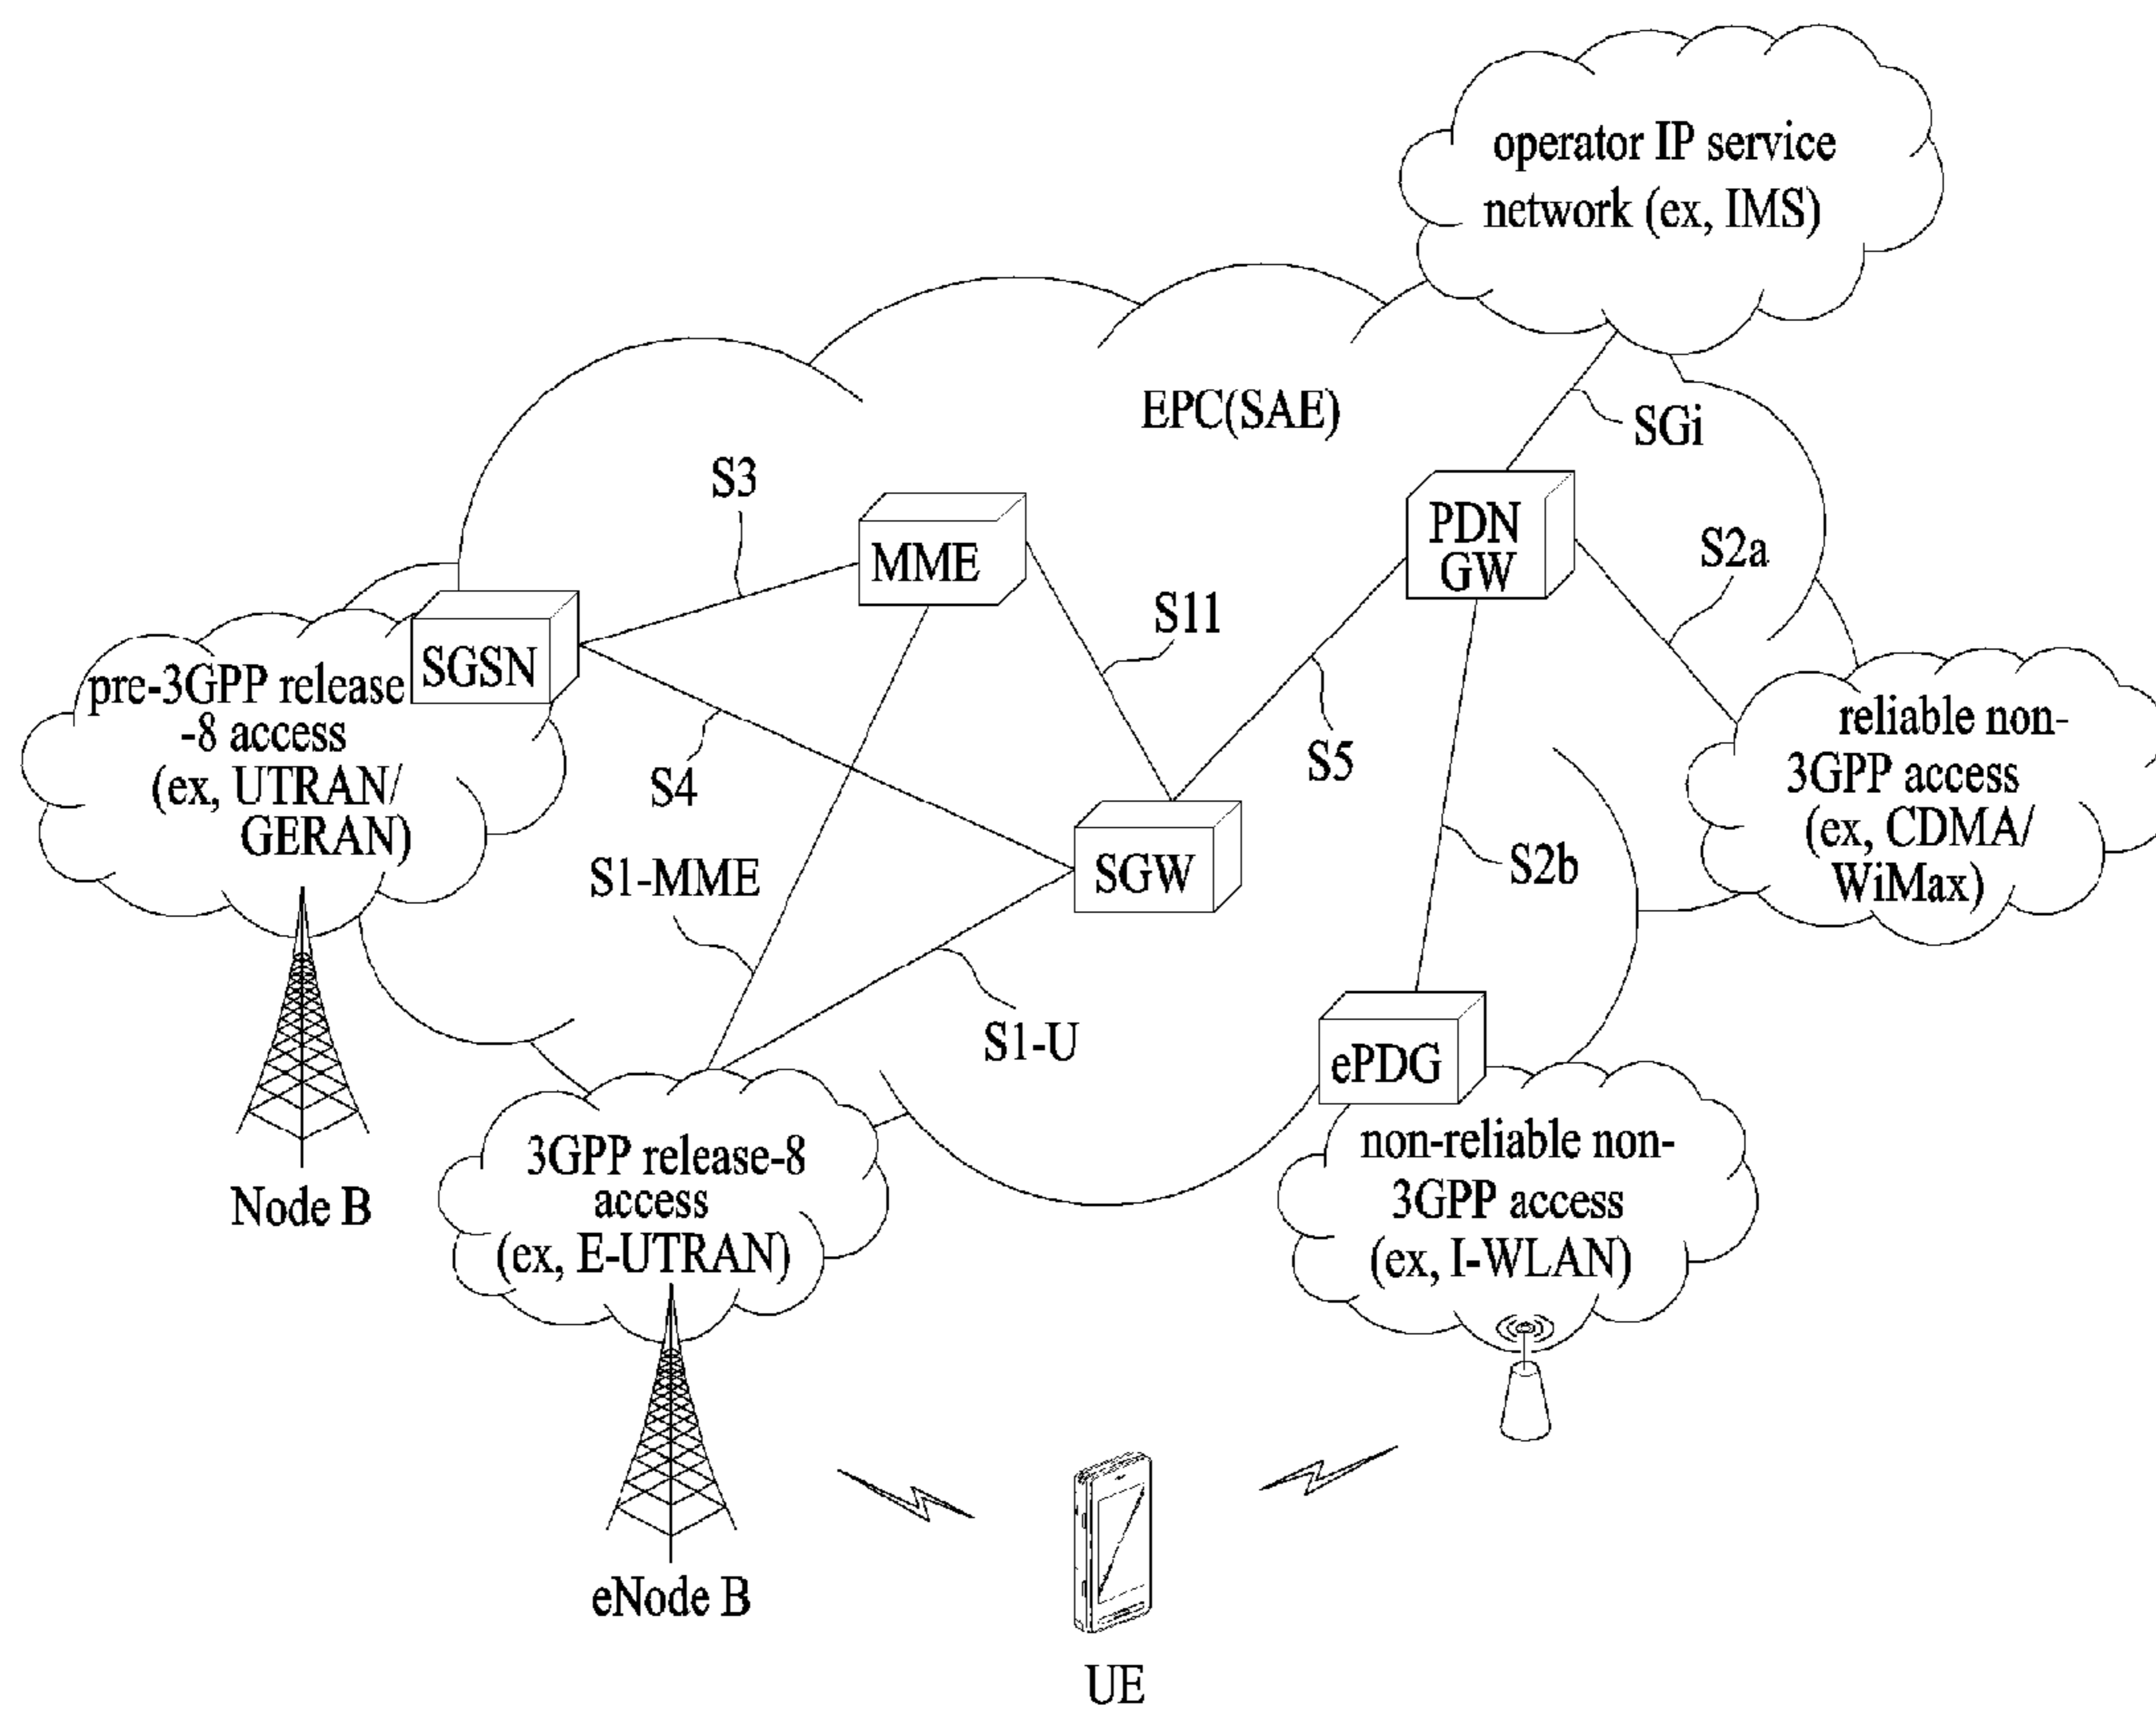 operator IP service
network (ex, IMS)
EPC(SAE)
SGi
S3
MME
PDN
GW
S2a
S11
SGSN
pre-3GPP release
-8 access
(ex, UTRAN/
GERAN)
S4
S5
reliable non-
3GPP access
(ex, CDMA/
WiMax)
S1-MME
SGW
S2b
S1-U
ePDG
Node B
3GPP release-8
access
(ex, E-UTRAN)
non-reliable non-
3GPP access
(ex, I-WLAN)
eNode B
UE